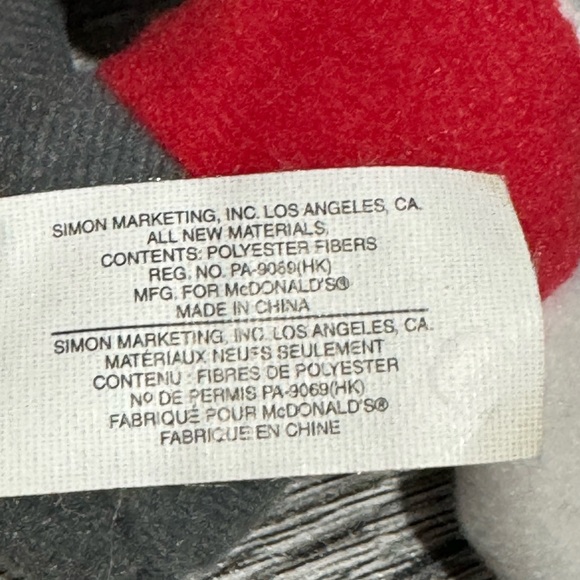 SIMON MARKETING, INC. LOS ANGELES, CA.
ALL NEW MATERIALS.
CONTENTS: POLYESTER FIBERS
REG. NO. PA-9069(HK)
MFG. FOR McDONALD'S®
MADE IN CHINA
SIMON MARKETING, INC. LOS ANGELES, CA.
MATÉRIAUX NEUFS SEULEMENT
CONTENU : FIBRES DE POLYESTER
Nº DE PERMIS PA-9069(HK)
FABRIQUÉ POUR McDONALD'S®
FABRIQUE EN CHINE